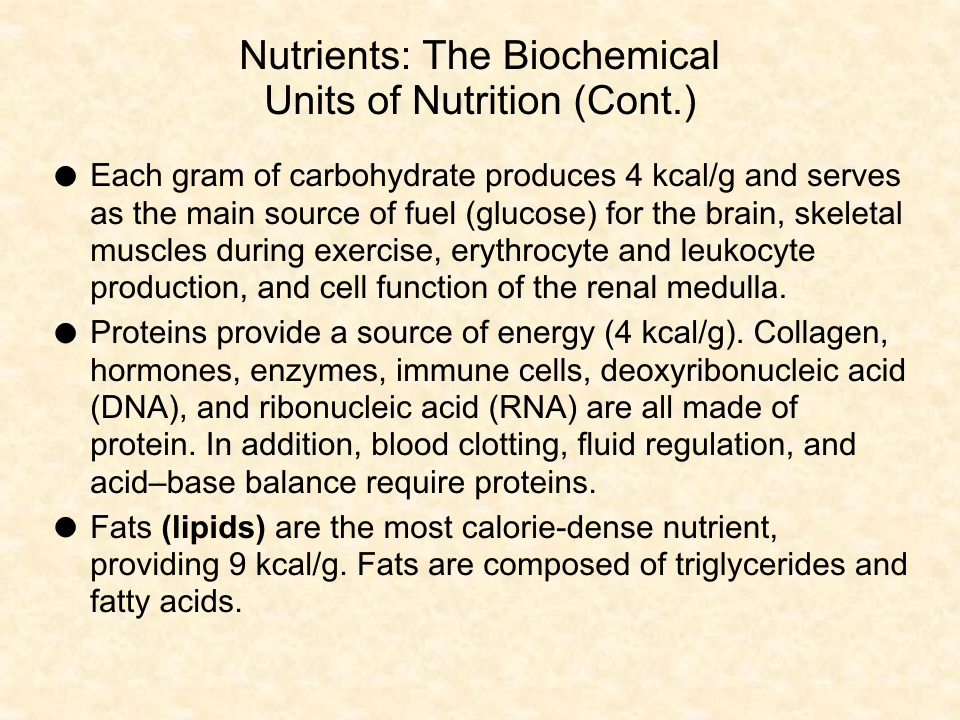 Nutrients: The Biochemical
Units of Nutrition (Cont.)
● Each gram of carbohydrate produces 4 kcal/g and serves
as the main source of fuel (glucose) for the brain, skeletal
muscles during exercise, erythrocyte and leukocyte
production, and cell function of the renal medulla.
● Proteins provide a source of energy (4 kcal/g). Collagen,
hormones, enzymes, immune cells, deoxyribonucleic acid
(DNA), and ribonucleic acid (RNA) are all made of
protein. In addition, blood clotting, fluid regulation, and
acid–base balance require proteins.
● Fats (lipids) are the most calorie-dense nutrient,
providing 9 kcal/g. Fats are composed of triglycerides and
fatty acids.